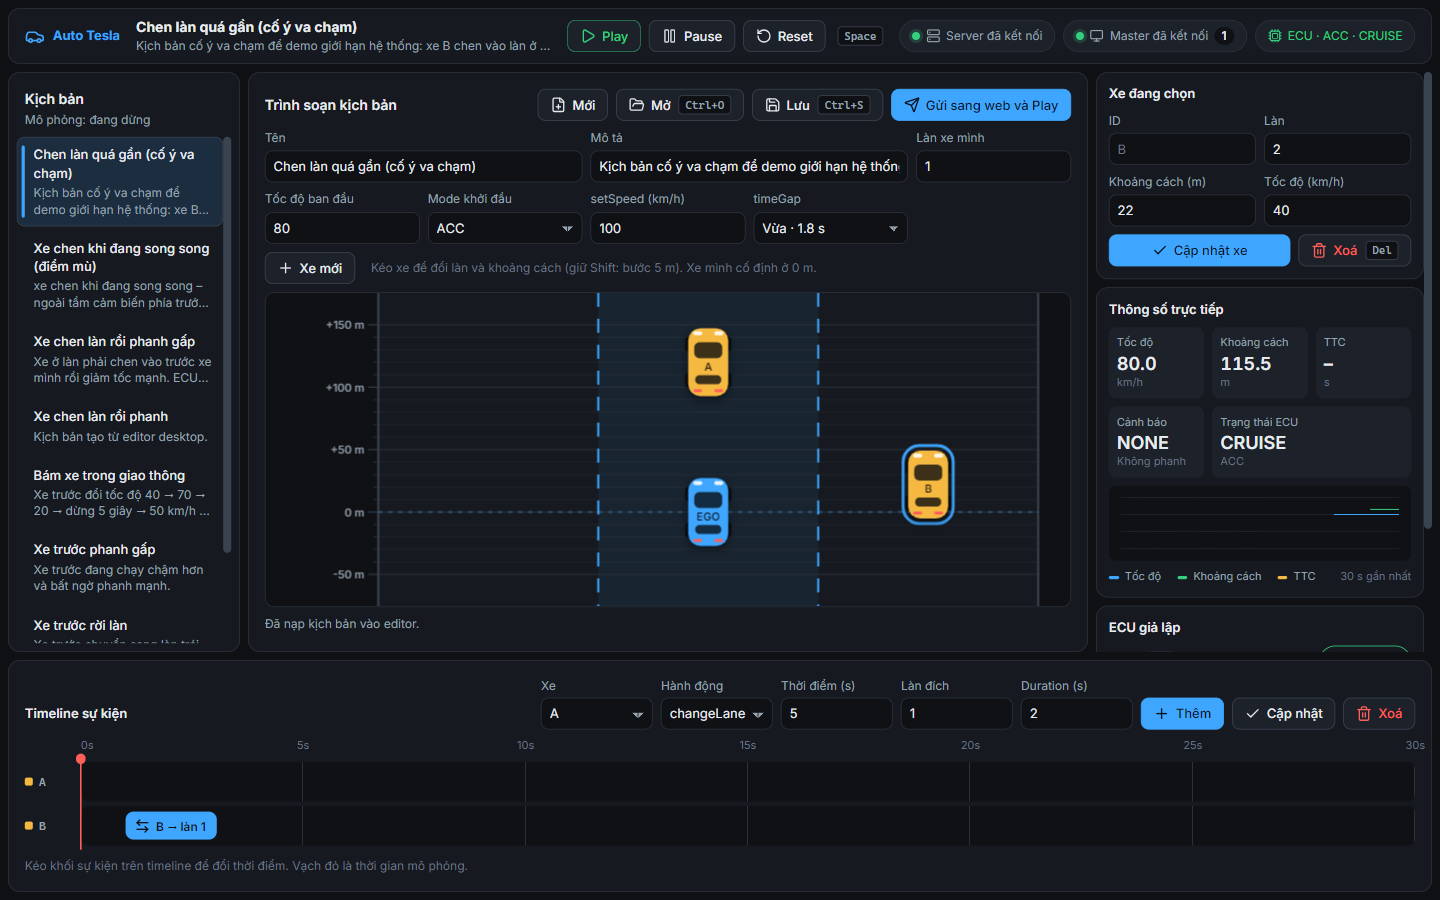 Auto Tesla
Chen làn quá gần (cố ý va chạm)
Kịch bản cố ý va chạm để demo giới hạn hệ thống: xe B chen vào làn ở ...
Play
Pause
Reset
Space
Server đã kết nối
Master đã kết nối 1
ECU · ACC · CRUISE
Kịch bản
Mô phỏng: đang dừng
Chen làn quá gần (cố ý va
chạm)
Kịch bản cố ý va chạm để
demo giới hạn hệ thống: xe B...
Xe chen khi đang song song
(điểm mù)
xe chen khi đang song song –
ngoài tầm cảm biến phía trướ...
Xe chen làn rồi phanh gấp
Xe ở làn phải chen vào trước xe
mình rồi giảm tốc mạnh. ECU...
Xe chen làn rồi phanh
Kịch bản tạo từ editor desktop.
Bám xe trong giao thông
Xe trước đổi tốc độ 40 → 70 →
20 → dừng 5 giây → 50 km/h ...
Xe trước phanh gấp
Xe trước đang chạy chậm hơn
và bất ngờ phanh mạnh.
Xe trước rời làn
Trình soạn kịch bản
Mới
Mở Ctrl+O
Lưu Ctrl+S
Gửi sang web và Play
Tên
Mô tả
Làn xe mình
Chen làn quá gần (cố ý va chạm)
Kịch bản cố ý va chạm để demo giới hạn hệ thốn
1
Tốc độ ban đầu
Mode khởi đầu
setSpeed (km/h)
timeGap
80
ACC
100
Vừa · 1.8 s
Xe mới
Kéo xe để đổi làn và khoảng cách (giữ Shift: bước 5 m). Xe mình cố định ở 0 m.
+150 m
+100 m
+50 m
0 m
-50 m
A
EGO
B
Đã nạp kịch bản vào editor.
Xe đang chọn
ID
Làn
B
2
Khoảng cách (m)
Tốc độ (km/h)
22
40
Cập nhật xe
Xoá Del
Thông số trực tiếp
Tốc độ
80.0
km/h
Khoảng cách
115.5
m
TTC
–
s
Cảnh báo
NONE
Không phanh
Trạng thái ECU
CRUISE
ACC
Tốc độ
Khoảng cách
TTC
30 s gần nhất
ECU giả lập
Timeline sự kiện
Xe
Hành động
Thời điểm (s)
Làn đích
Duration (s)
A
changeLane
5
1
2
Thêm
Cập nhật
Xoá
0s
5s
10s
15s
20s
25s
30s
A
B
B → làn 1
Kéo khối sự kiện trên timeline để đổi thời điểm. Vạch đỏ là thời gian mô phỏng.